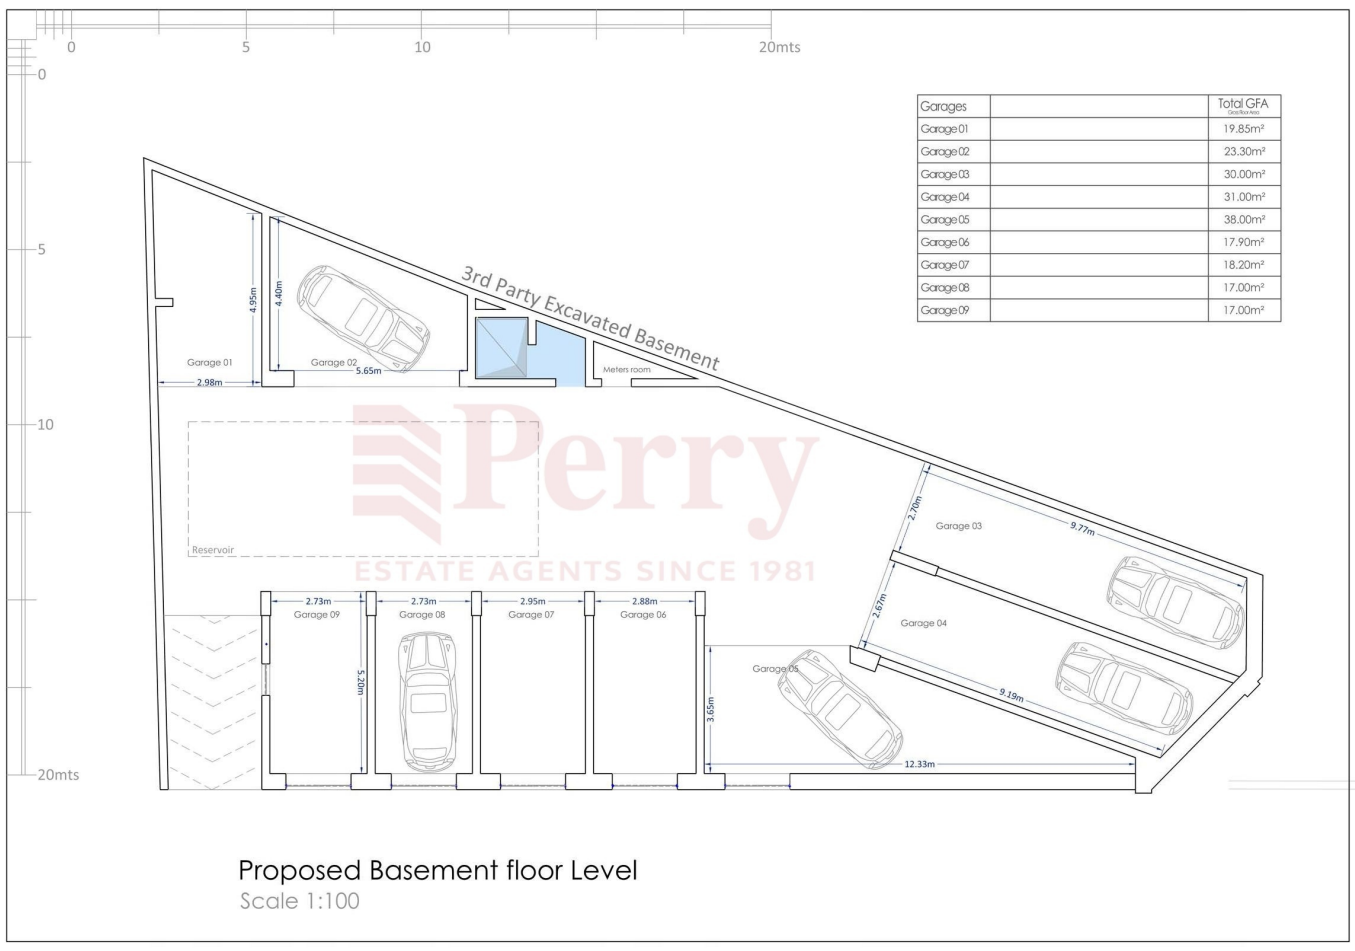 0
5
10
20mts
0
5
10
20mts
Garages Total GFA
Gross Floor Area
Garage 01 19.85m²
Garage 02 23.30m²
Garage 03 30.00m²
Garage 04 31.00m²
Garage 05 38.00m²
Garage 06 17.90m²
Garage 07 18.20m²
Garage 08 17.00m²
Garage 09 17.00m²
3rd Party Excavated Basement
4.95m
4.40m
Garage 01
2.98m
Garage 02
5.65m
Meters room
Perry
ESTATE AGENTS SINCE 1981
Reservoir
2.70m
Garage 03
9.77m
2.67m
Garage 04
9.19m
2.73m
Garage 09
5.20m
2.73m
Garage 08
2.95m
Garage 07
2.88m
Garage 06
Garage 05
3.65m
12.33m
Proposed Basement floor Level
Scale 1:100